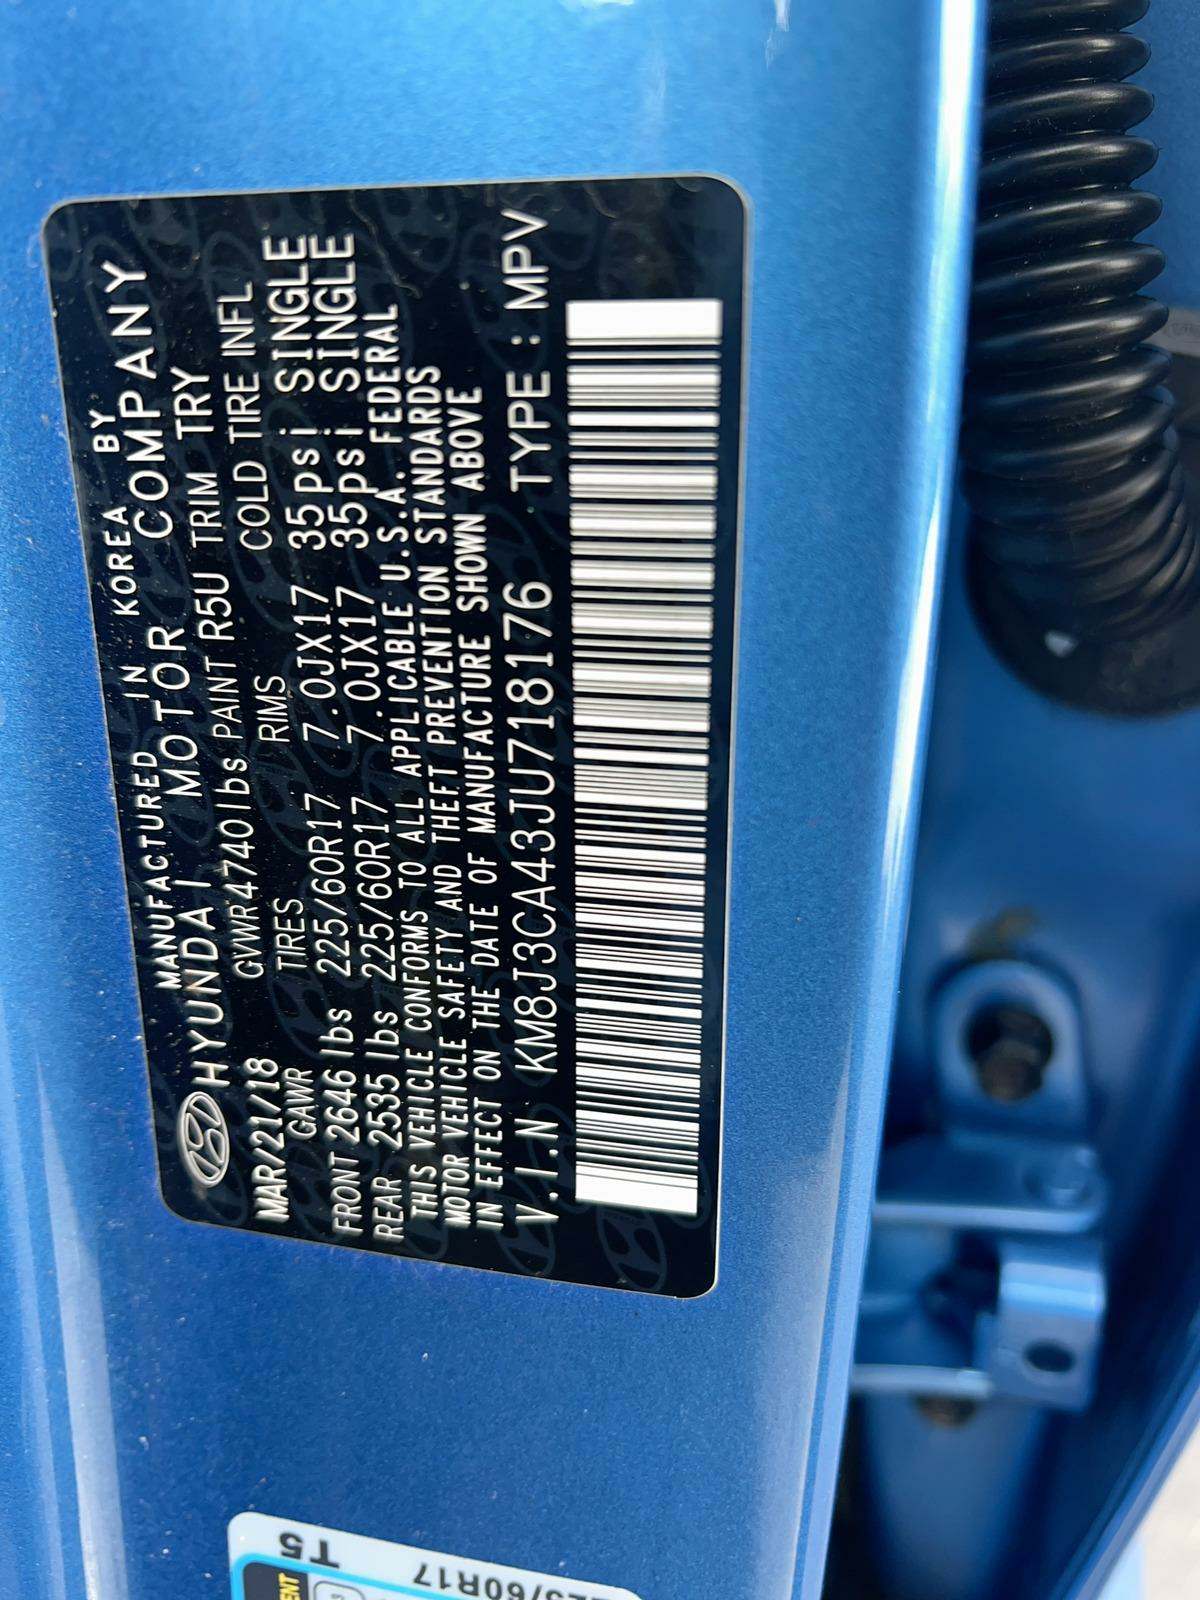 MANUFACTURED IN KOREA BY
HYUNDAI MOTOR COMPANY
MAR/21/18 GVWR 4740 lbs PAINT R5U TRIM TRY
GAWR TIRES RIMS COLD TIRE INFL
FRONT 2646 lbs 225/60R17 7.0JX17 35psi SINGLE
REAR 2535 lbs 225/60R17 7.0JX17 35psi SINGLE
THIS VEHICLE CONFORMS TO ALL APPLICABLE U.S.A. FEDERAL
MOTOR VEHICLE SAFETY AND THEFT PREVENTION STANDARDS
IN EFFECT ON THE DATE OF MANUFACTURE SHOWN ABOVE
V.I.N KM8J3CA43JU718176 TYPE : MPV
T5
225/60R17